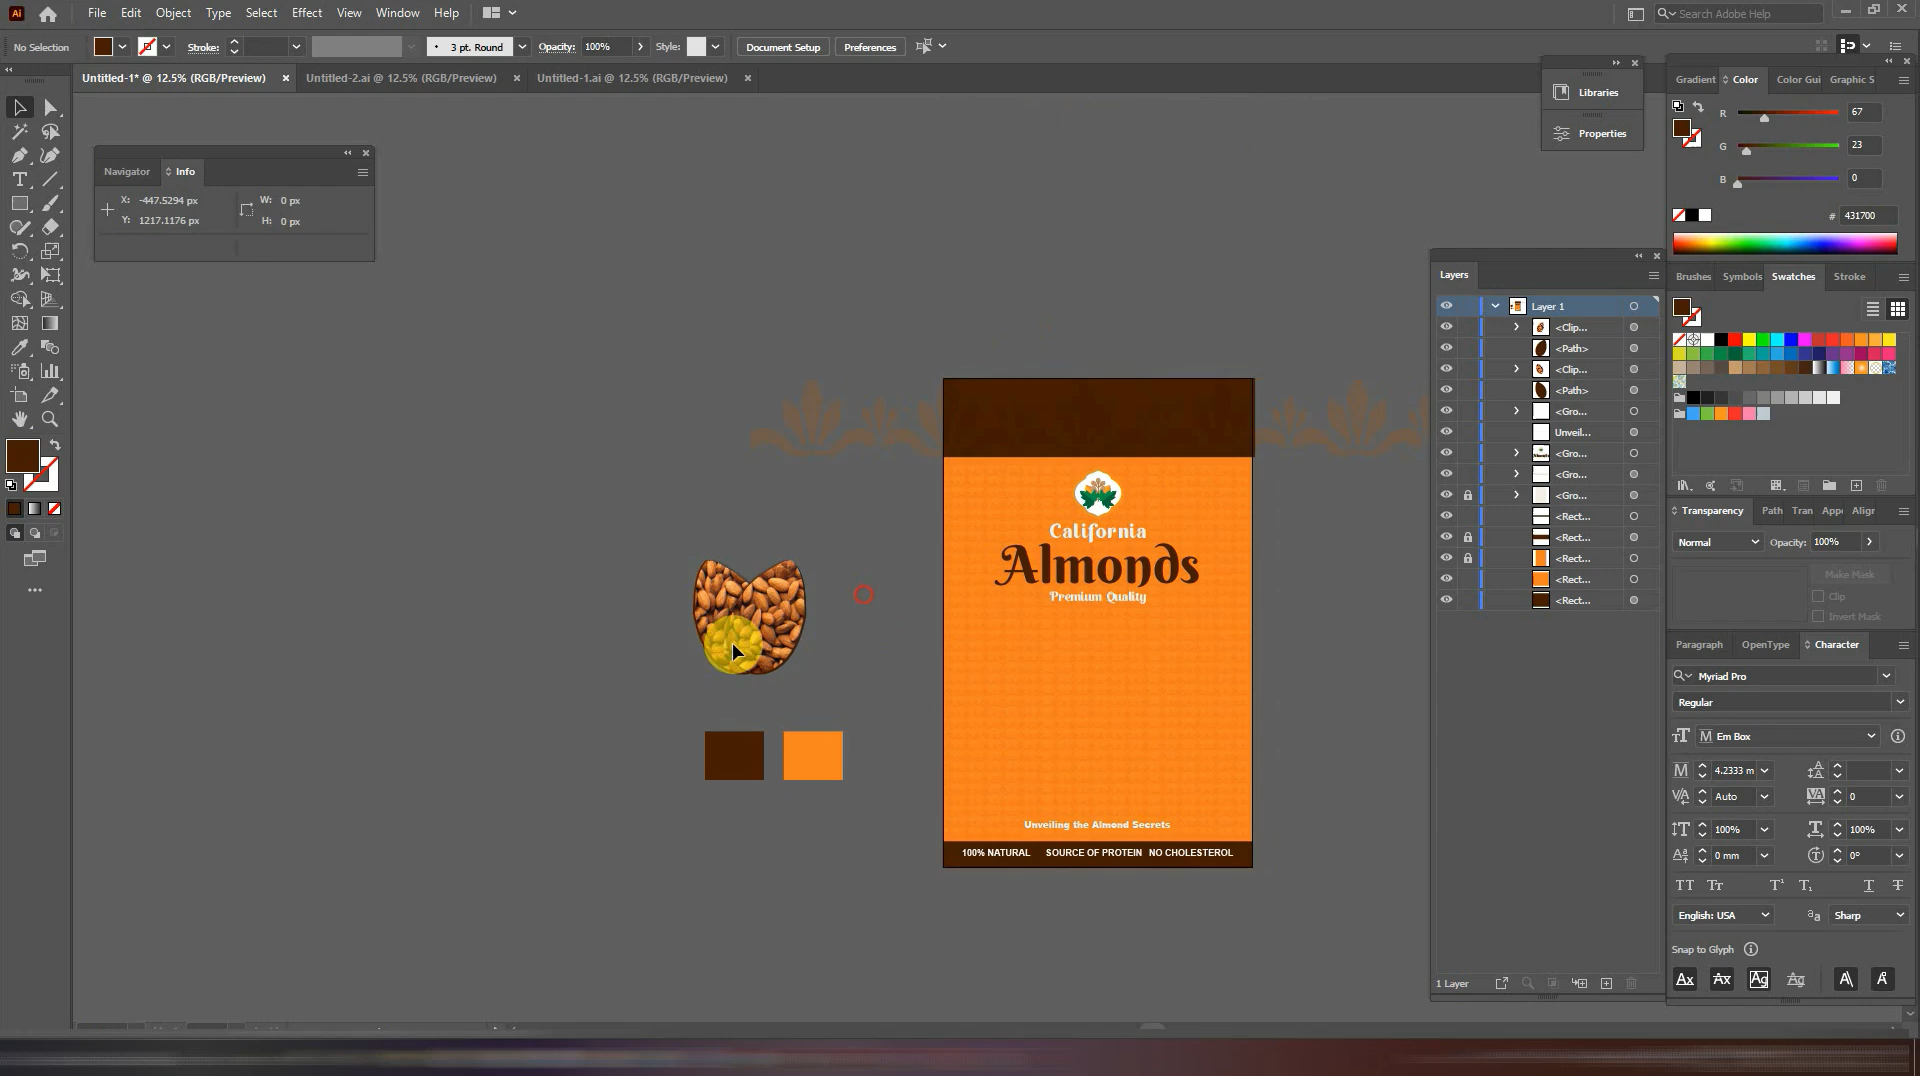 Ai File Edit Object Type Select Effect View Window Help Search Adobe Help
No Selection Stroke: 3 pt. Round Opacity: 100% Style: Document Setup Preferences
Untitled-1* @ 12.5% (RGB/Preview) Untitled-2.ai @ 12.5% (RGB/Preview) Untitled-1.ai @ 12.5% (RGB/Preview)
Libraries
Properties
Gradient Color Color Gui Graphic S
R 67
G 23
B 0
# 431700
Navigator Info
X: -447.5294 px W: 0 px
Y: 1217.1176 px H: 0 px
Layers
Layer 1
<Clip...
<Path>
<Clip...
<Path>
<Gro...
Unveil...
<Gro...
<Gro...
<Gro...
<Rect...
<Rect...
<Rect...
<Rect...
<Rect...
1 Layer
California
Almonds
Premium Quality
Unveiling the Almond Secrets
100% NATURAL SOURCE OF PROTEIN NO CHOLESTEROL
Brushes Symbols Swatches Stroke
Transparency Path Tran Appe Align
Normal Opacity: 100%
Make Mask
Clip
Invert Mask
Paragraph OpenType Character
Myriad Pro
Regular
Em Box
4.2333 m
Auto 0
100% 100%
0 mm 0°
English: USA Sharp
Snap to Glyph